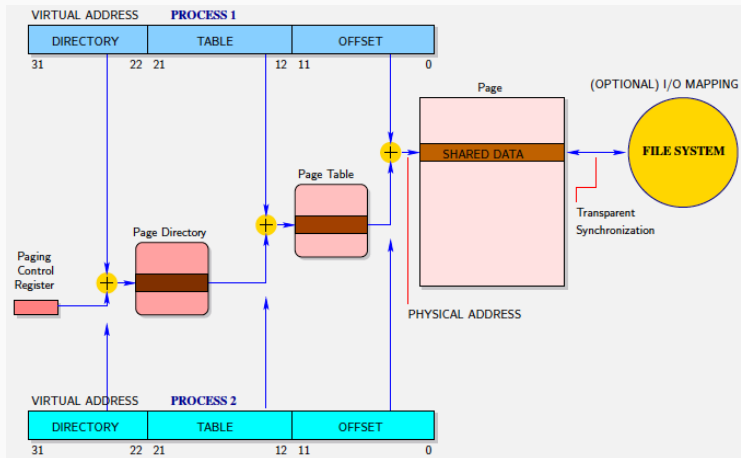 VIRTUAL ADDRESS PROCESS 1
DIRECTORY TABLE OFFSET
31 22 21 12 11 0
Page
(OPTIONAL) I/O MAPPING
SHARED DATA
FILE SYSTEM
Page Table
Transparent
Synchronization
Page Directory
Paging
Control
Register
PHYSICAL ADDRESS
VIRTUAL ADDRESS PROCESS 2
DIRECTORY TABLE OFFSET
31 22 21 12 11 0